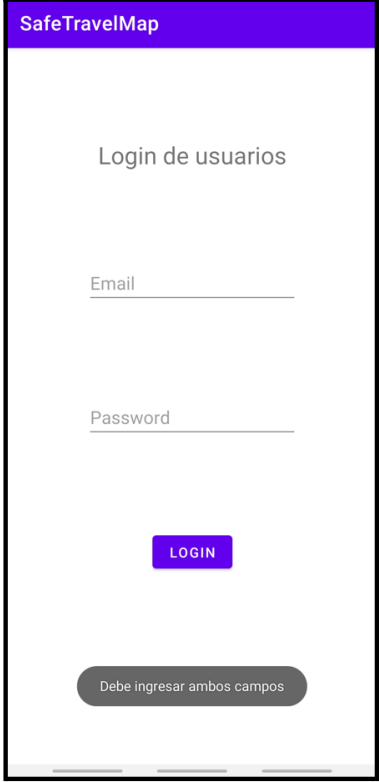 SafeTravelMap
Login de usuarios
Email
Password
LOGIN
Debe ingresar ambos campos